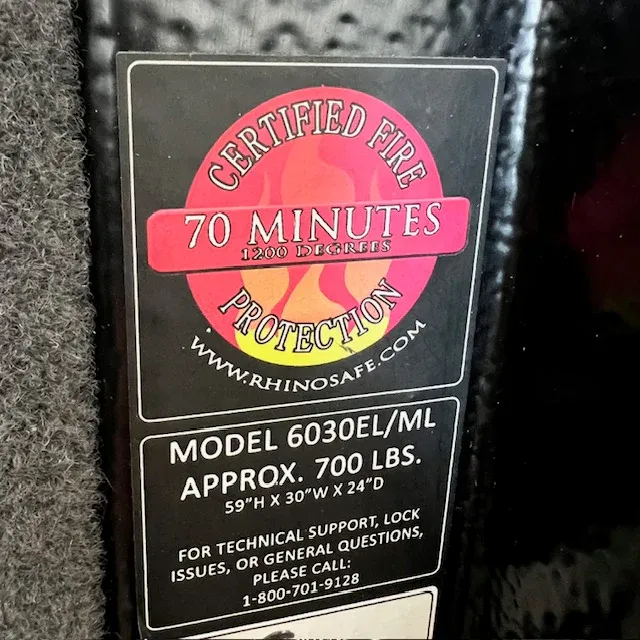 CERTIFIED FIRE
70 MINUTES
1200 DEGREES
PROTECTION
WWW.RHINOSAFE.COM
MODEL 6030EL/ML
APPROX. 700 LBS.
59"H X 30"W X 24"D
FOR TECHNICAL SUPPORT, LOCK
ISSUES, OR GENERAL QUESTIONS,
PLEASE CALL:
1-800-701-9128